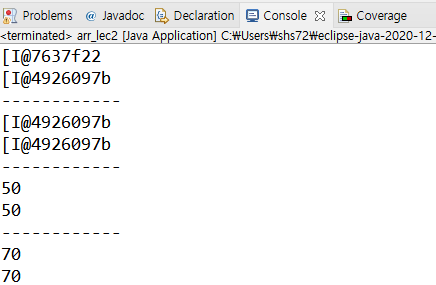 Problems @ Javadoc Declaration Console Coverage
<terminated> arr_lec2 [Java Application] C:₩Users₩shs72₩eclipse-java-2020-12-
[I@7637f22
[I@4926097b
------------
[I@4926097b
[I@4926097b
------------
50
50
------------
70
70